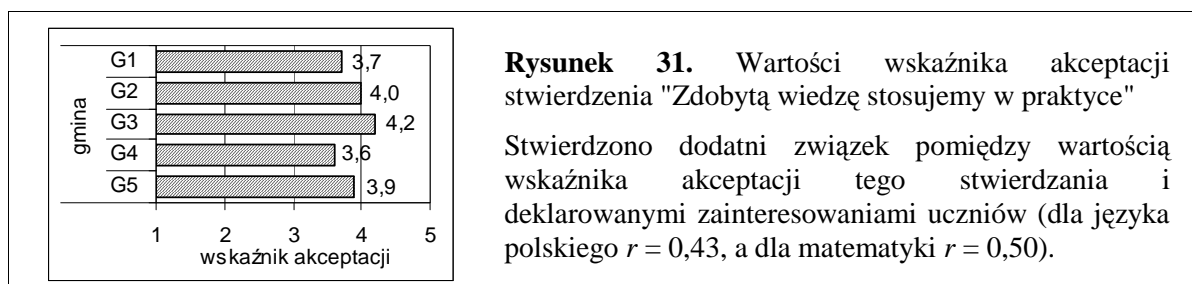 G1
3,7
G2
4,0
G3
4,2
G4
3,6
G5
3,9
gmina
1 2 3 4 5
wskaźnik akceptacji
Rysunek 31. Wartości wskaźnika akceptacji
stwierdzenia "Zdobytą wiedzę stosujemy w praktyce"
Stwierdzono dodatni związek pomiędzy wartością
wskaźnika akceptacji tego stwierdzania i
deklarowanymi zainteresowaniami uczniów (dla języka
polskiego r = 0,43, a dla matematyki r = 0,50).